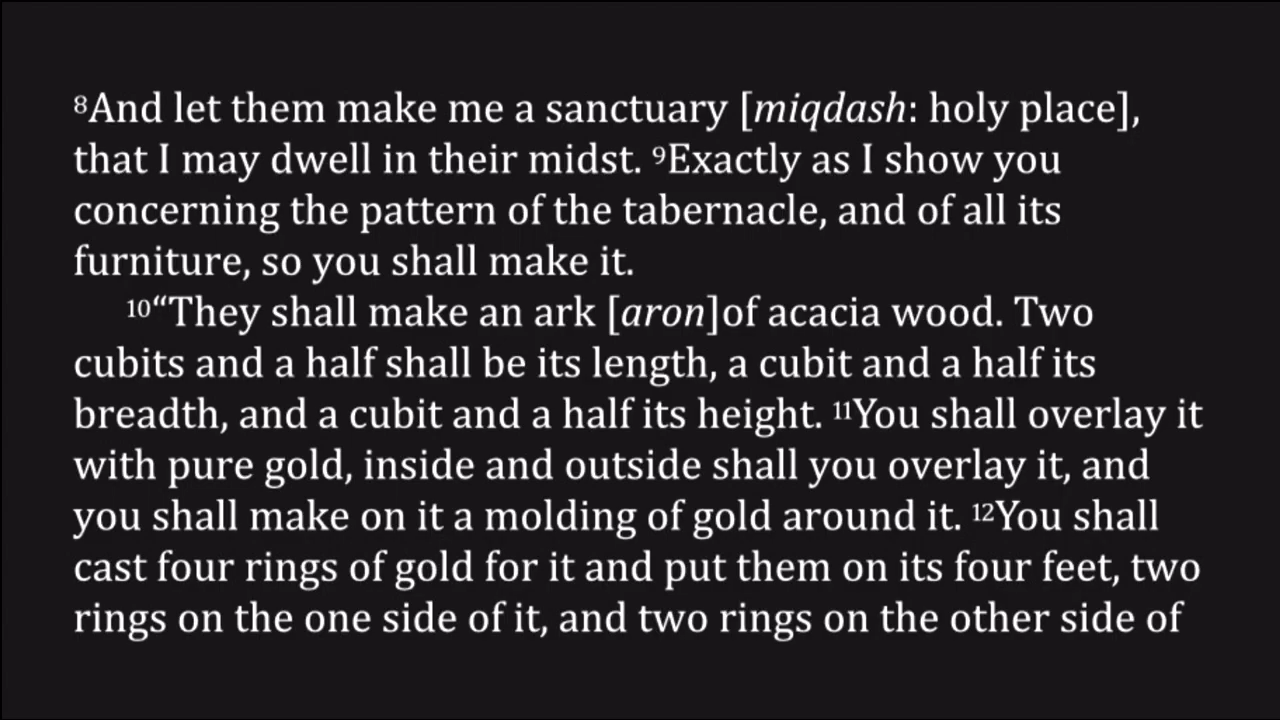 ⁸And let them make me a sanctuary [miqdash: holy place],
that I may dwell in their midst. ⁹Exactly as I show you
concerning the pattern of the tabernacle, and of all its
furniture, so you shall make it.
¹⁰“They shall make an ark [aron]of acacia wood. Two
cubits and a half shall be its length, a cubit and a half its
breadth, and a cubit and a half its height. ¹¹You shall overlay it
with pure gold, inside and outside shall you overlay it, and
you shall make on it a molding of gold around it. ¹²You shall
cast four rings of gold for it and put them on its four feet, two
rings on the one side of it, and two rings on the other side of